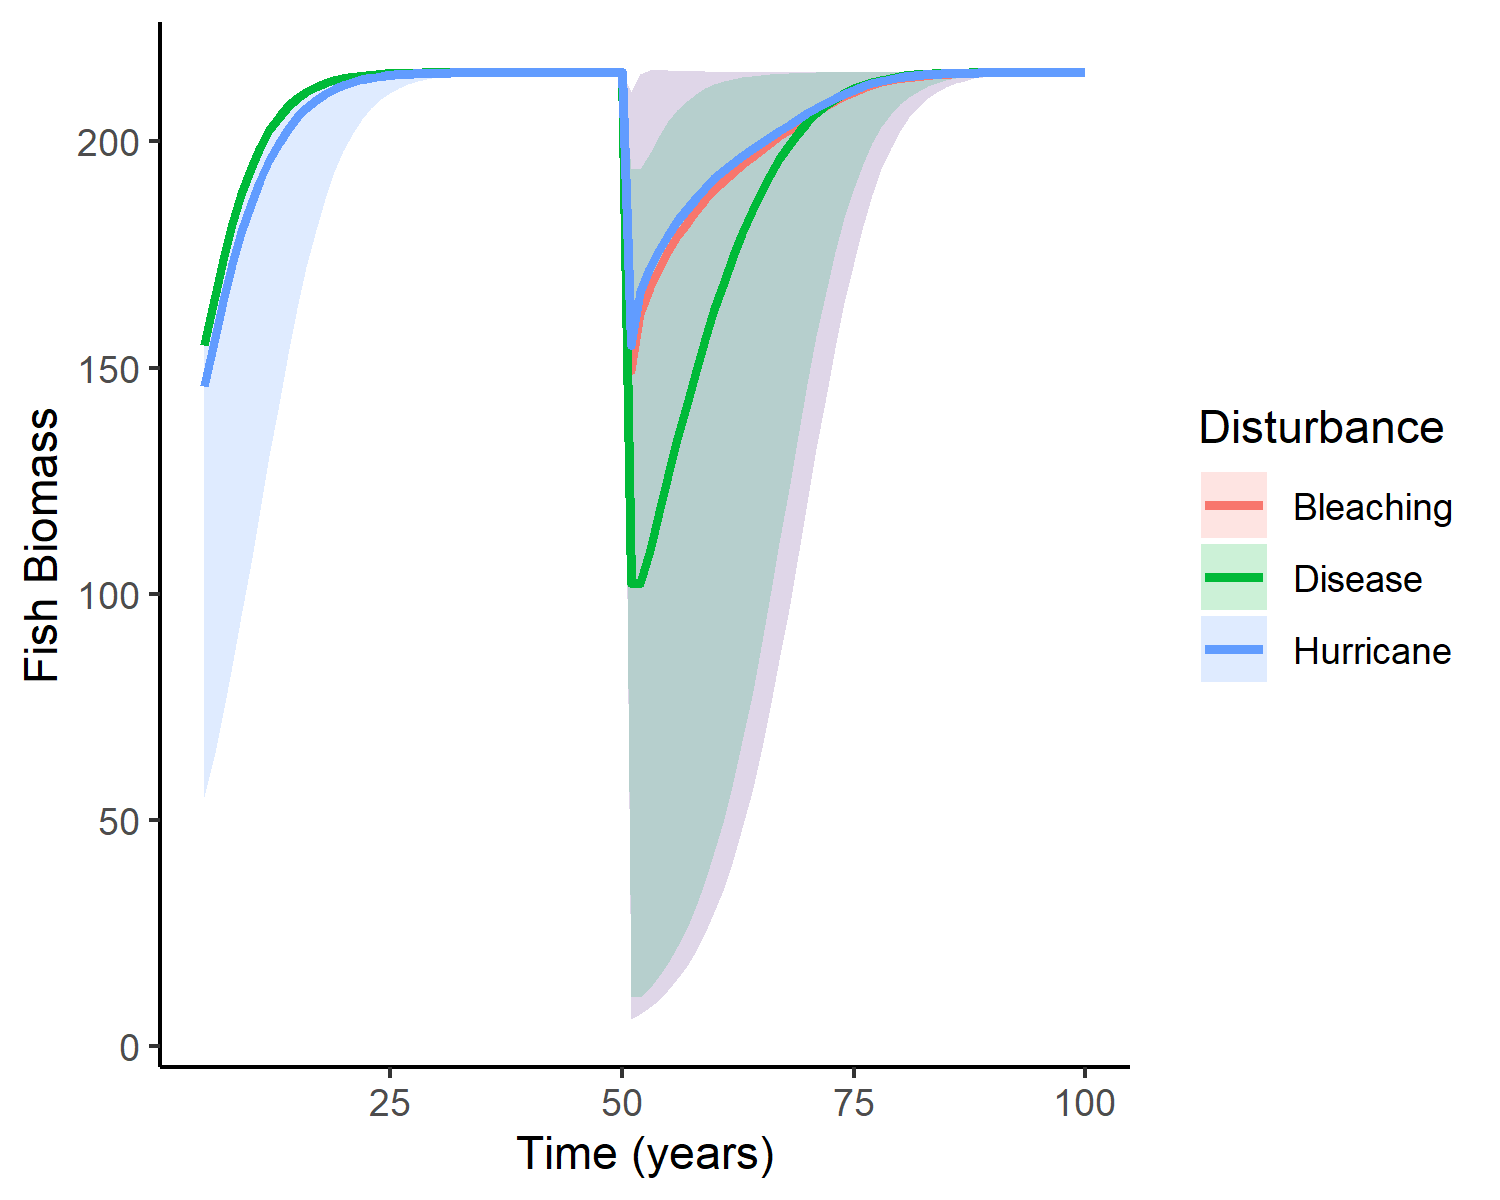 Fish Biomass
200
150
100
50
0
25 50 75 100
Time (years)
Disturbance
Bleaching
Disease
Hurricane